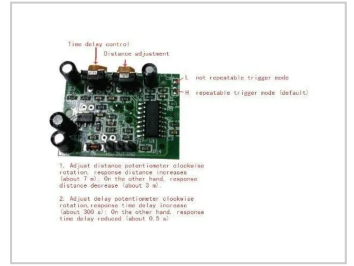 Time delay control
Distance adjustment
L not repeatable trigger mode
H repeatable trigger mode (default)
1. Adjust distance potentiometer clockwise
rotation, response distance increases
(about 7 m); On the other hand, response
distance decrease (about 3 m).
2. Adjust delay potentiometer clockwise
rotation,response time delay increase
(about 300 s) On the other hand, response
time delay reduced (about 0.5 s)